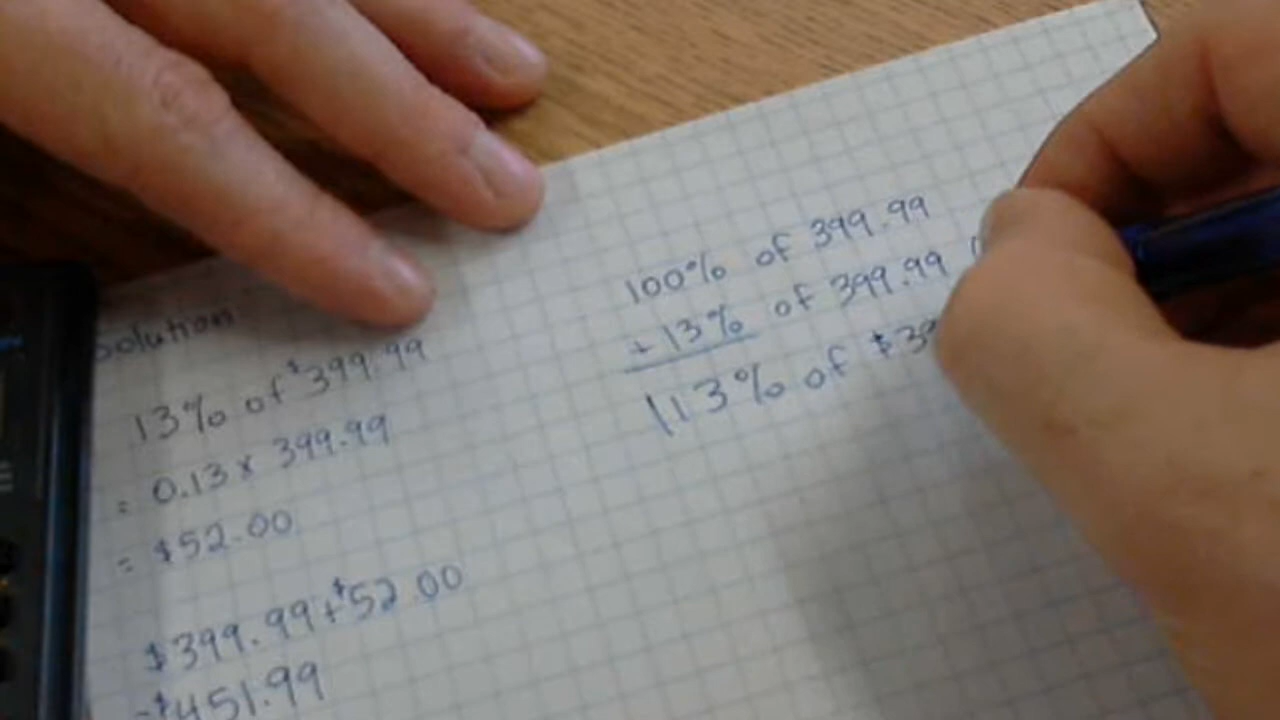 Solution
13% of $399.99
= 0.13 x 399.99
= $52.00
$399.99 + $52.00
= $451.99
100% of 399.99
+ 13% of 399.99 (
113% of $39